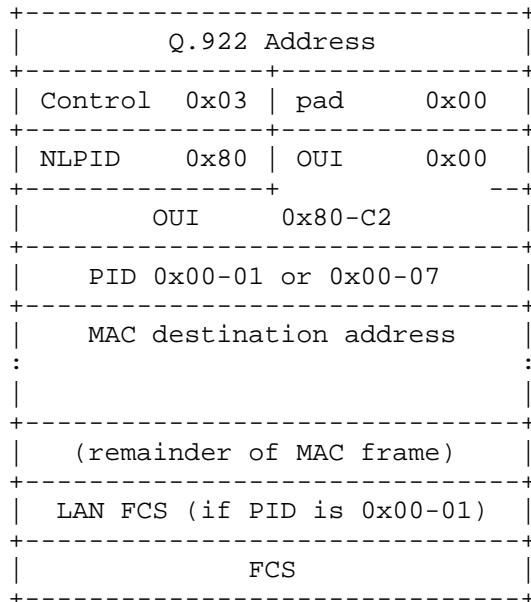 +-------------------------------+
|         Q.922 Address         |
+---------------+---------------+
| Control  0x03 | pad      0x00 |
+---------------+---------------+
| NLPID    0x80 | OUI      0x00 |
+---------------+             --+
|        OUI     0x80-C2        |
+-------------------------------+
|    PID 0x00-01 or 0x00-07     |
+-------------------------------+
|    MAC destination address    |
:                               :
|                               |
+-------------------------------+
|   (remainder of MAC frame)    |
+-------------------------------+
|  LAN FCS (if PID is 0x00-01)  |
+-------------------------------+
|              FCS              |
+-------------------------------+